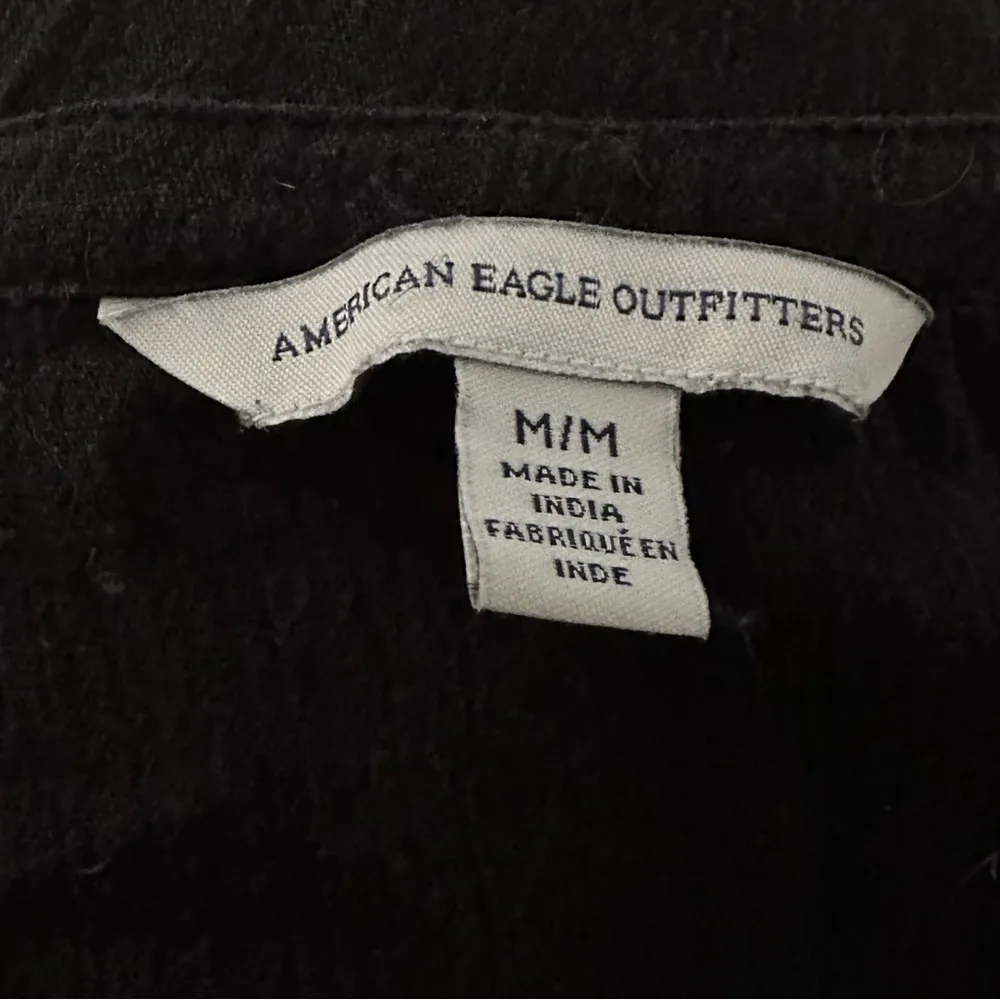 AMERICAN EAGLE OUTFITTERS
M/M
MADE IN
INDIA
FABRIQUÉ EN
INDE